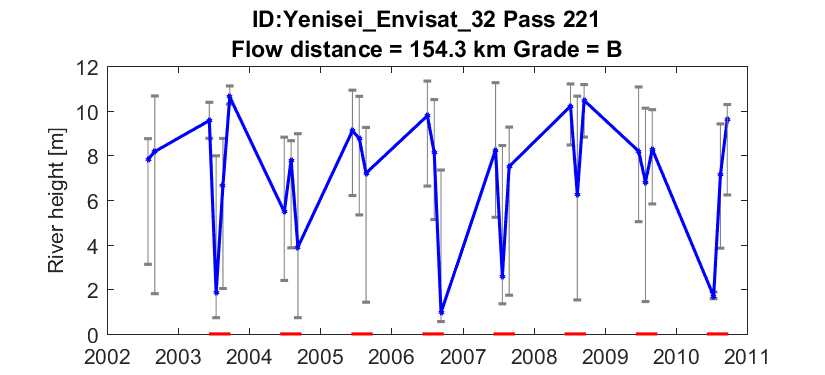 ID:Yenisei_Envisat_32 Pass 221
Flow distance = 154.3 km Grade = B
River height [m]
12
10
8
6
4
2
0
2002 2003 2004 2005 2006 2007 2008 2009 2010 2011